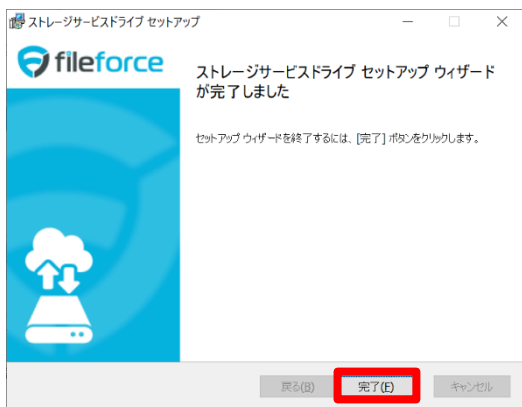 ストレージサービスドライブ セットアップ
fileforce
ストレージサービスドライブ セットアップ ウィザード
が完了しました
セットアップ ウィザードを終了するには、[完了] ボタンをクリックします。
戻る(B)
完了(F)
キャンセル